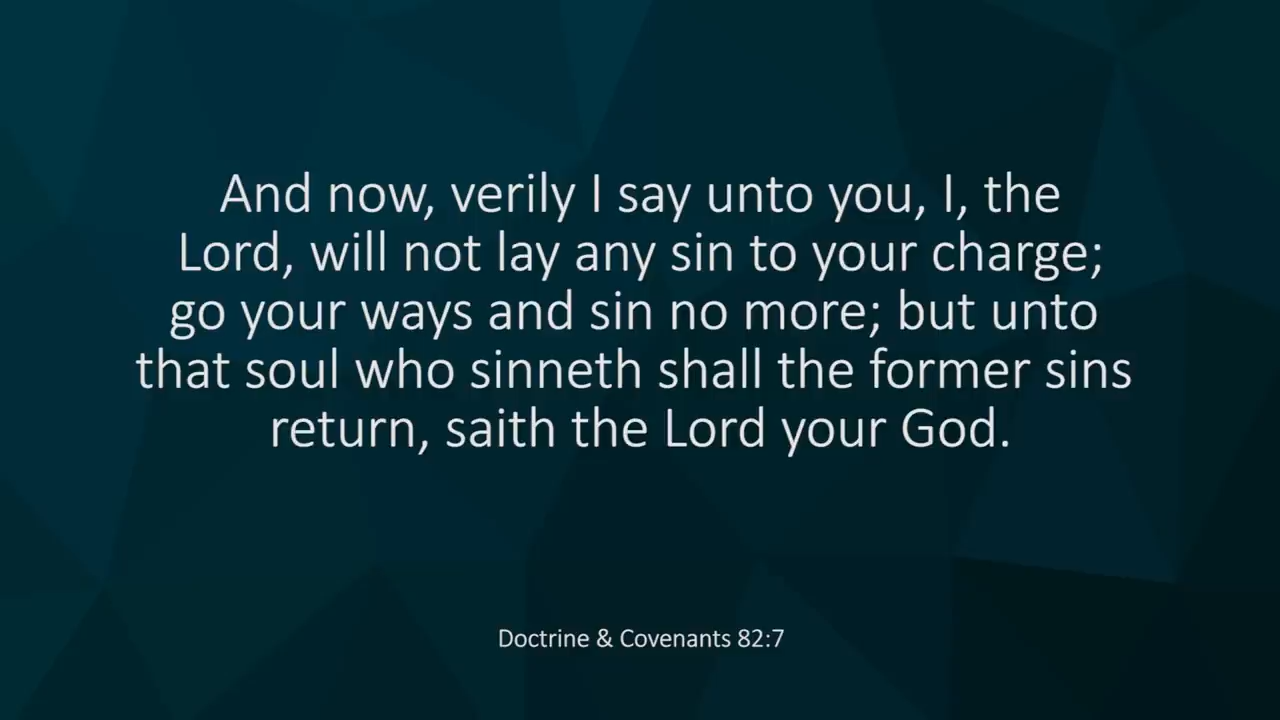 And now, verily I say unto you, I, the
Lord, will not lay any sin to your charge;
go your ways and sin no more; but unto
that soul who sinneth shall the former sins
return, saith the Lord your God.
Doctrine & Covenants 82:7